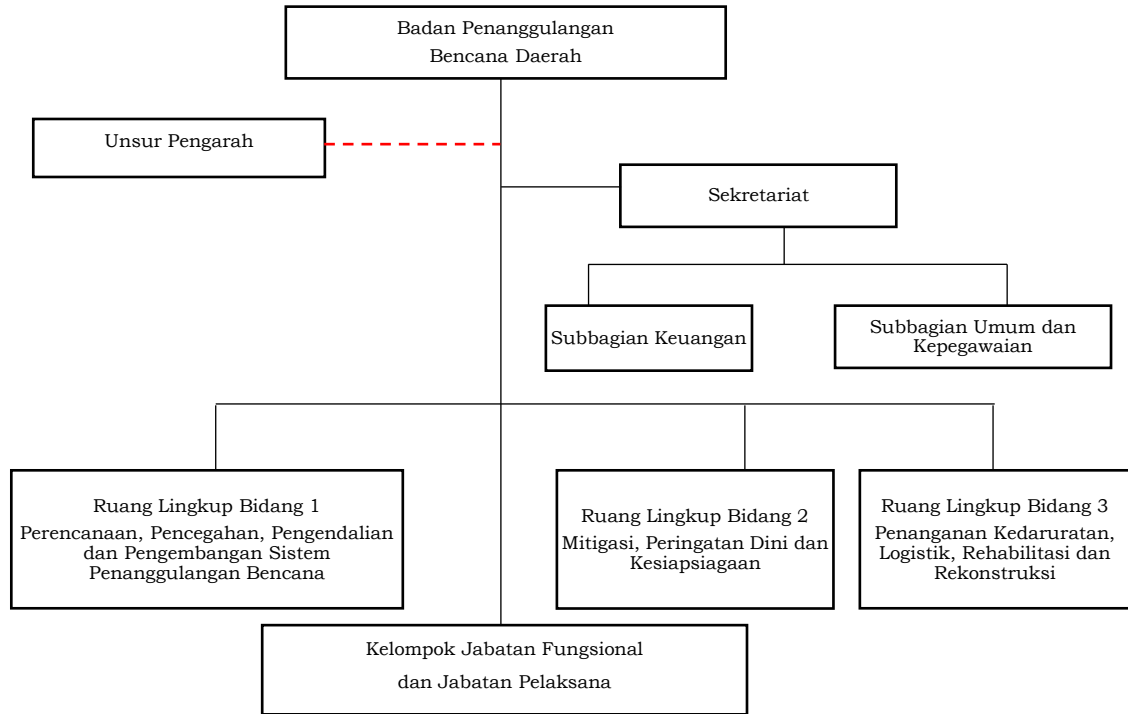 Badan Penanggulangan
Bencana Daerah
Unsur Pengarah
Sekretariat
Subbagian Keuangan
Subbagian Umum dan
Kepegawaian
Ruang Lingkup Bidang 1
Perencanaan, Pencegahan, Pengendalian
dan Pengembangan Sistem
Penanggulangan Bencana
Ruang Lingkup Bidang 2
Mitigasi, Peringatan Dini dan
Kesiapsiagaan
Ruang Lingkup Bidang 3
Penanganan Kedaruratan,
Logistik, Rehabilitasi dan
Rekonstruksi
Kelompok Jabatan Fungsional
dan Jabatan Pelaksana